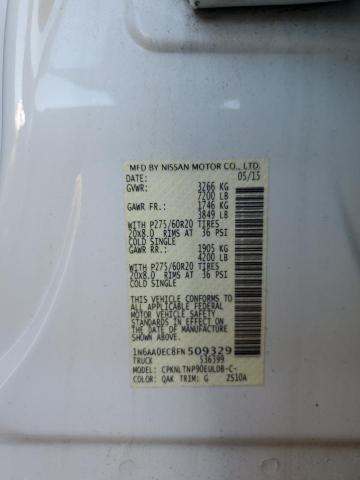 MFD BY NISSAN MOTOR CO., LTD.
DATE: 05/15
GVWR: 3266 KG
7200 LB
GAWR FR.: 1746 KG
3849 LB
WITH P275/60R20 TIRES
20X8.0 RIMS AT 36 PSI
COLD SINGLE
GAWR RR.: 1905 KG
4200 LB
WITH P275/60R20 TIRES
20X8.0 RIMS AT 36 PSI
COLD SINGLE
THIS VEHICLE CONFORMS TO
ALL APPLICABLE FEDERAL
MOTOR VEHICLE SAFETY
STANDARDS IN EFFECT ON
THE DATE OF MANUFACTURE
SHOWN ABOVE.
1N6AA0EC8FN509329
TRUCK 536599
MODEL: CPKNLTNP90EULDB-C-
COLOR: QAK TRIM: G ZS10A